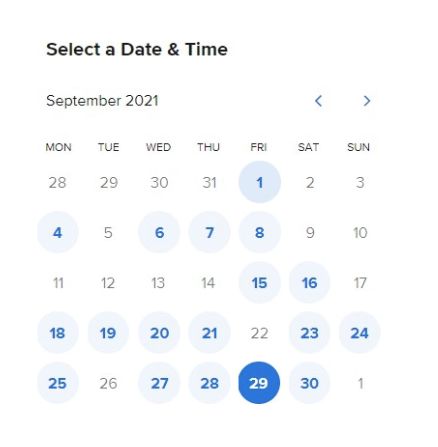 Select a Date & Time
September 2021
MON TUE WED THU FRI SAT SUN
28 29 30 31 1 2 3
4 5 6 7 8 9 10
11 12 13 14 15 16 17
18 19 20 21 22 23 24
25 26 27 28 29 30 1